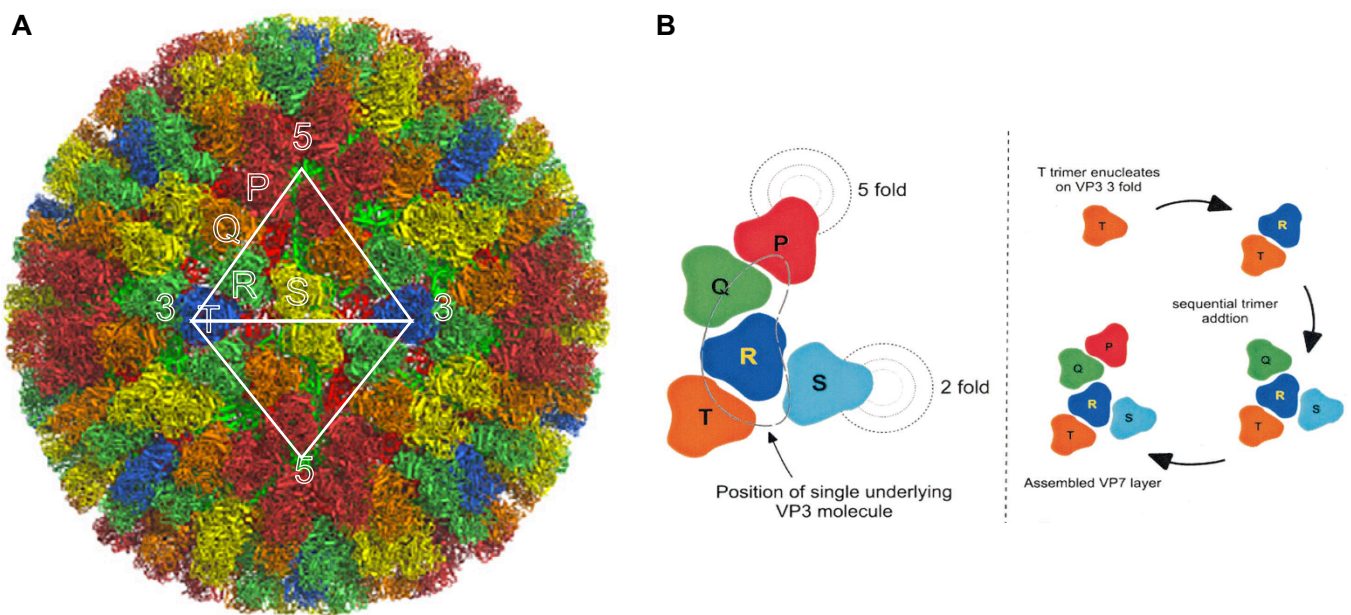 A
5
P
Q
R
S
3
T
3
5
B
5 fold
P
Q
R
S
T
2 fold
Position of single underlying
VP3 molecule
T trimer enucleates
on VP3 3 fold
T
R
T
sequential trimer
addtion
Q
R
S
T
P
Q
R
S
T
Assembled VP7 layer